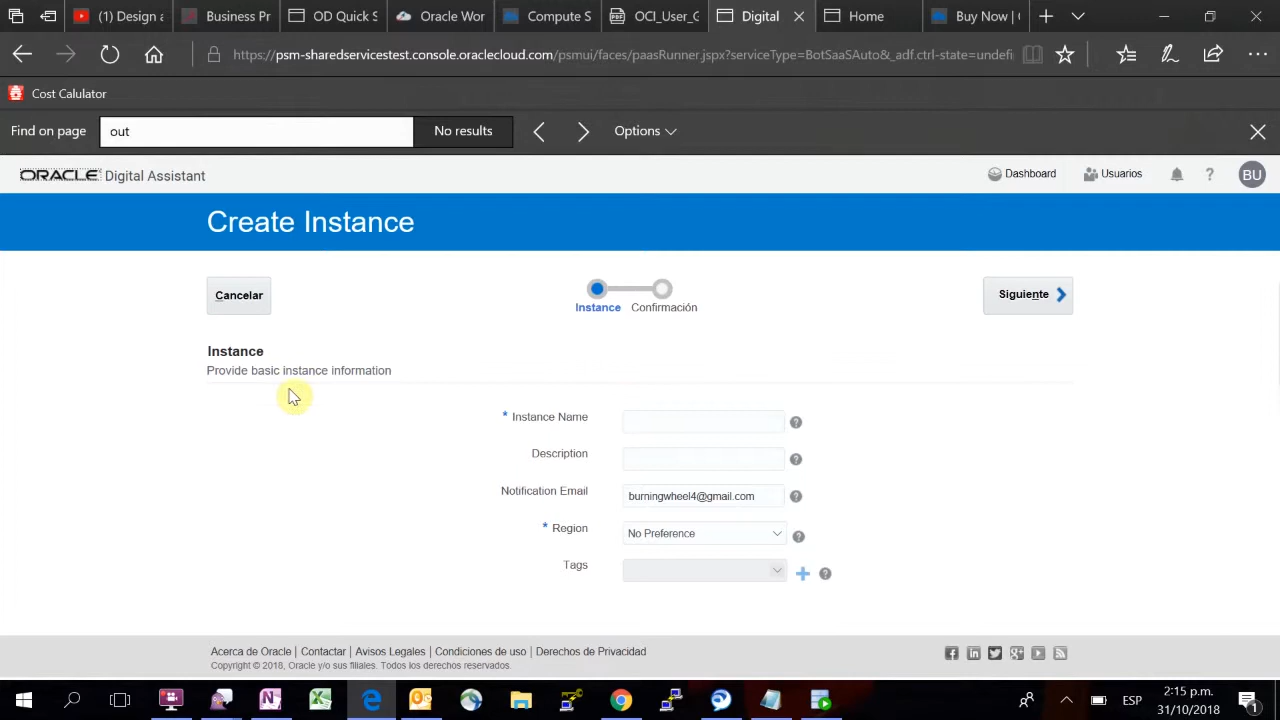 (1) Design a
Business Pr
OD Quick S
Oracle Wor
Compute S
OCI_User_G
Digital
Home
Buy Now | (
https://psm-sharedservicestest.console.oraclecloud.com/psmui/faces/paasRunner.jspx?serviceType=BotSaaSAuto&_adf.ctrl-state=undefi
Cost Calulator
Find on page
out
No results
Options
ORACLE Digital Assistant
Dashboard
Usuarios
?
BU
Create Instance
Cancelar
Instance
Confirmación
Siguiente
Instance
Provide basic instance information
* Instance Name
?
Description
?
Notification Email
burningwheel4@gmail.com
?
* Region
No Preference
?
Tags
?
Acerca de Oracle | Contactar | Avisos Legales | Condiciones de uso | Derechos de Privacidad
Copyright © 2018, Oracle y/o sus filiales. Todos los derechos reservados.
ESP
2:15 p.m.
31/10/2018
1